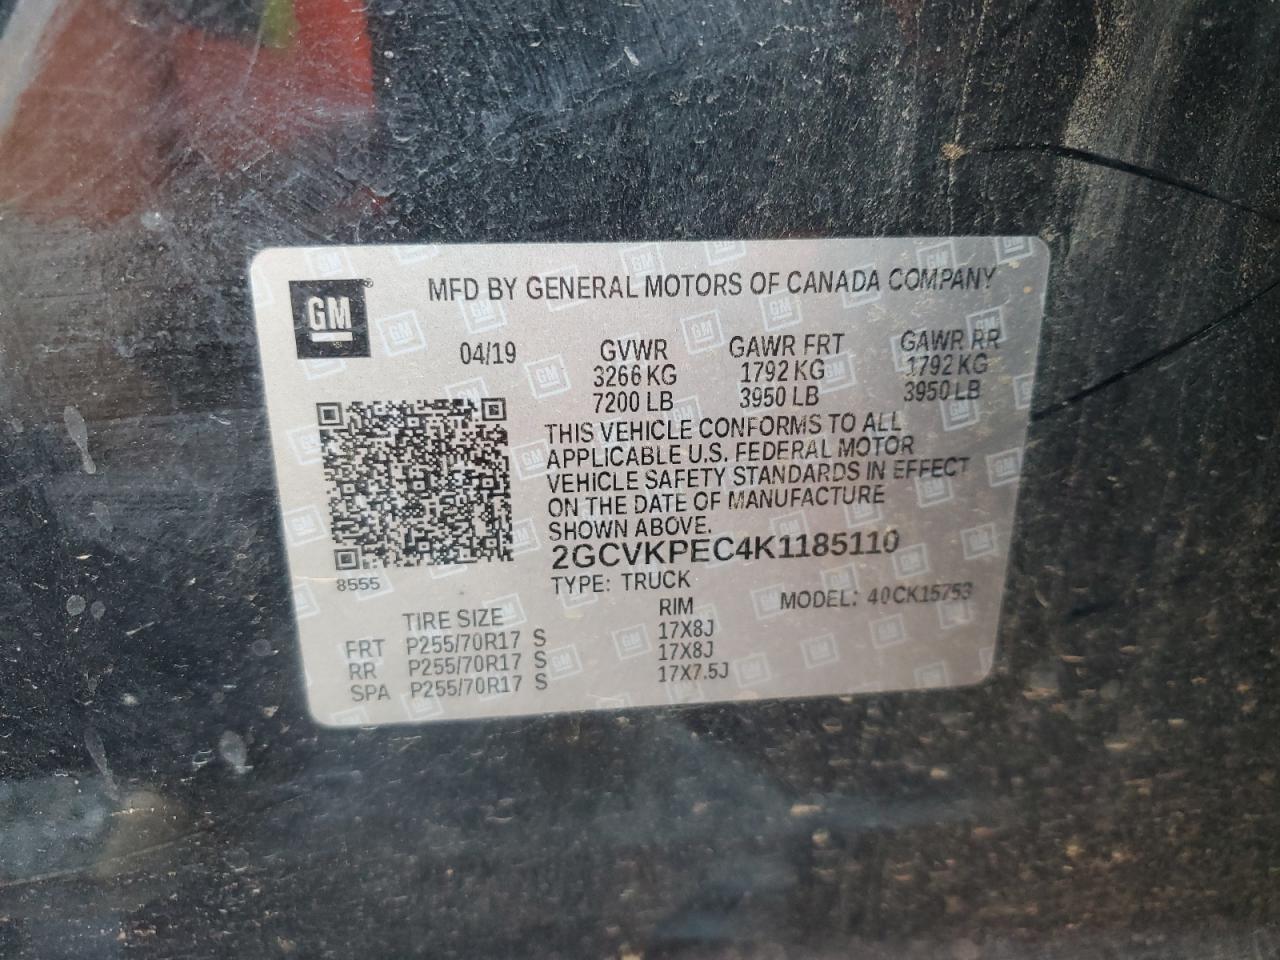 GM®
MFD BY GENERAL MOTORS OF CANADA COMPANY
04/19 GVWR GAWR FRT GAWR RR
3266 KG 1792 KG 1792 KG
7200 LB 3950 LB 3950 LB
THIS VEHICLE CONFORMS TO ALL
APPLICABLE U.S. FEDERAL MOTOR
VEHICLE SAFETY STANDARDS IN EFFECT
ON THE DATE OF MANUFACTURE
SHOWN ABOVE.
2GCVKPEC4K1185110
8555
TYPE: TRUCK
MODEL: 40CK15753
TIRE SIZE RIM
FRT P255/70R17 S 17X8J
RR P255/70R17 S 17X8J
SPA P255/70R17 S 17X7.5J